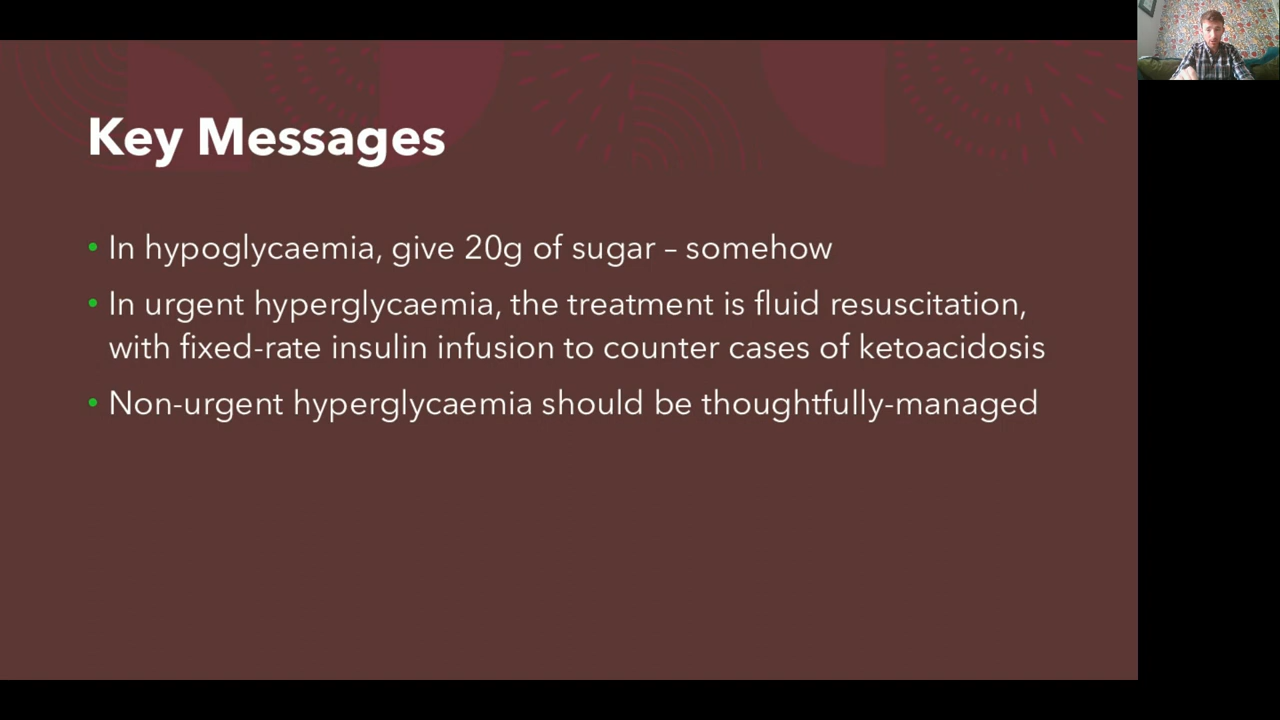 Key Messages
• In hypoglycaemia, give 20g of sugar – somehow
• In urgent hyperglycaemia, the treatment is fluid resuscitation,
with fixed-rate insulin infusion to counter cases of ketoacidosis
• Non-urgent hyperglycaemia should be thoughtfully-managed